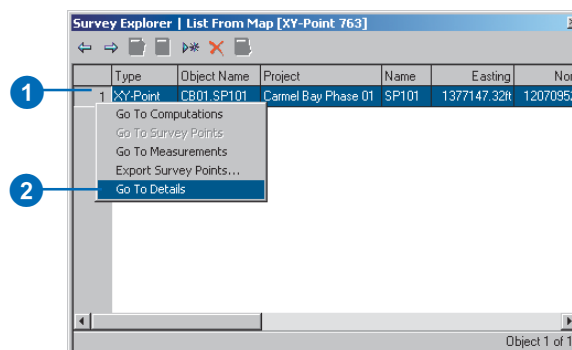 Survey Explorer | List From Map [XY-Point 763]
Type Object Name Project Name Easting
1 XY-Point CB01.SP101 Carmel Bay Phase 01 SP101 1377147.32ft 1207095
1
Go To Computations
Go To Survey Points
Go To Measurements
Export Survey Points...
2
Go To Details
Object 1 of 1